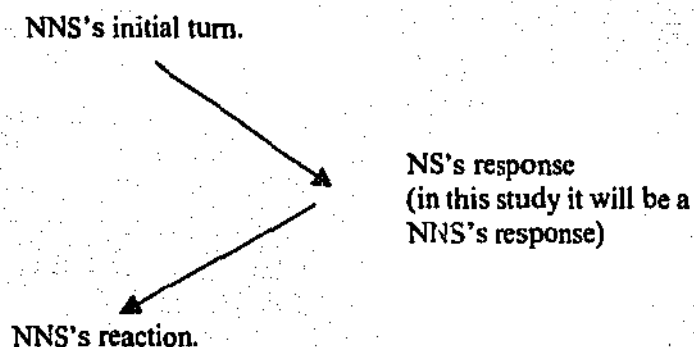 NNS's initial turn.
NS's response
(in this study it will be a
NNS's response)
NNS's reaction.